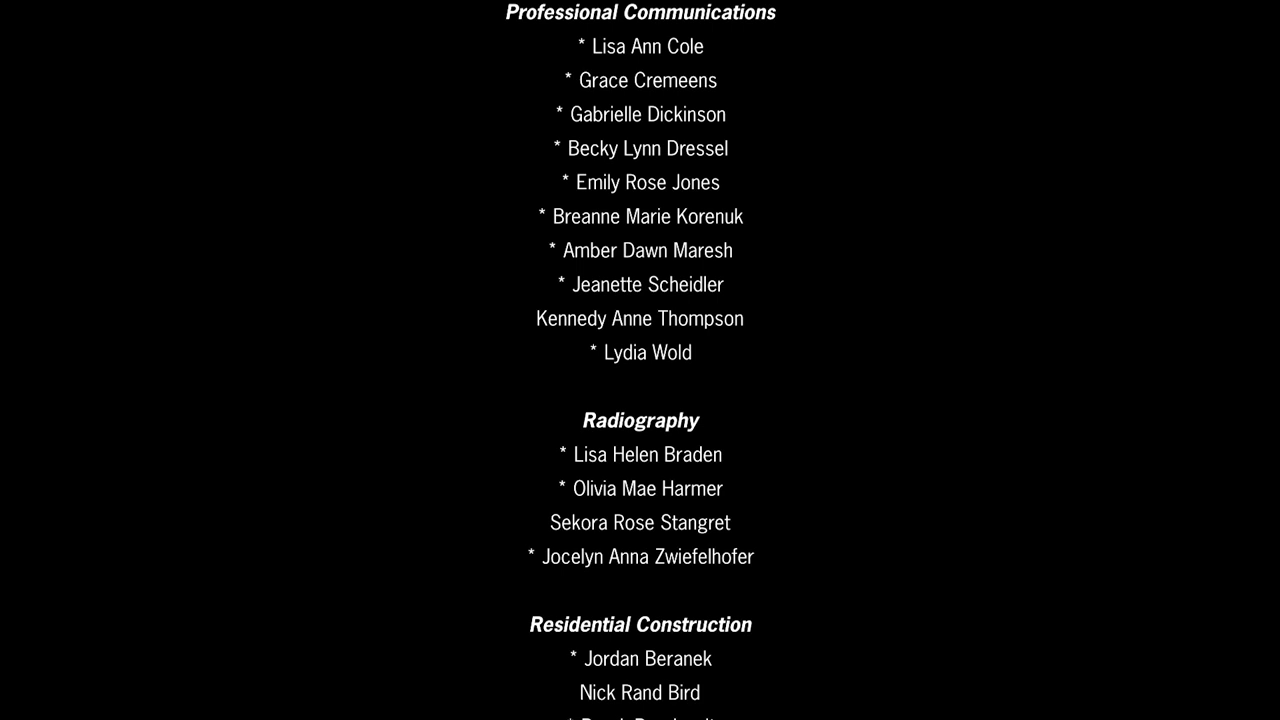 Professional Communications
* Lisa Ann Cole
* Grace Cremeens
* Gabrielle Dickinson
* Becky Lynn Dressel
* Emily Rose Jones
* Breanne Marie Korenuk
* Amber Dawn Maresh
* Jeanette Scheidler
Kennedy Anne Thompson
* Lydia Wold
Radiography
* Lisa Helen Braden
* Olivia Mae Harmer
Sekora Rose Stangret
* Jocelyn Anna Zwiefelhofer
Residential Construction
* Jordan Beranek
Nick Rand Bird